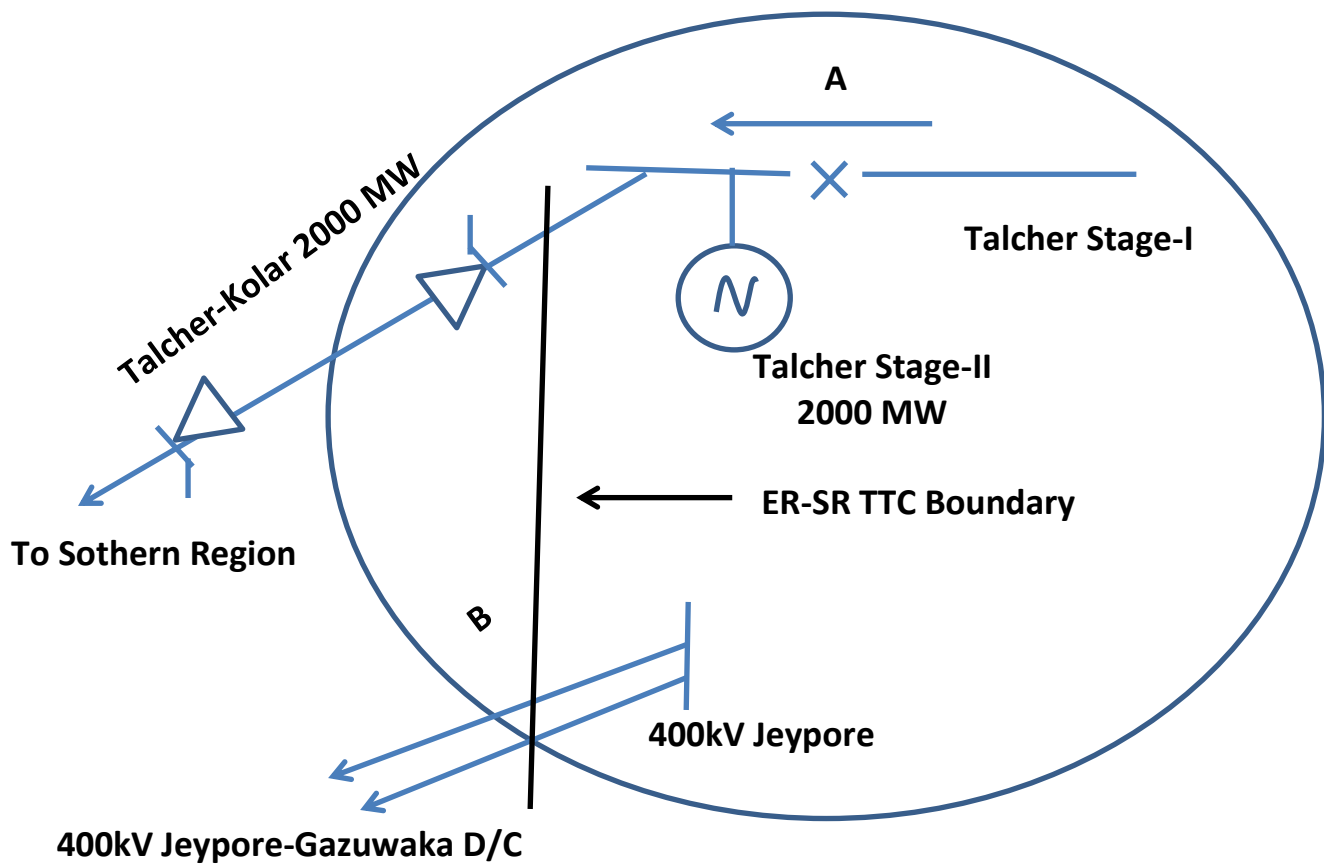 A
Talcher-Kolar 2000 MW
Talcher Stage-I
Talcher Stage-II
2000 MW
ER-SR TTC Boundary
To Sothern Region
B
400kV Jeypore
400kV Jeypore-Gazuwaka D/C